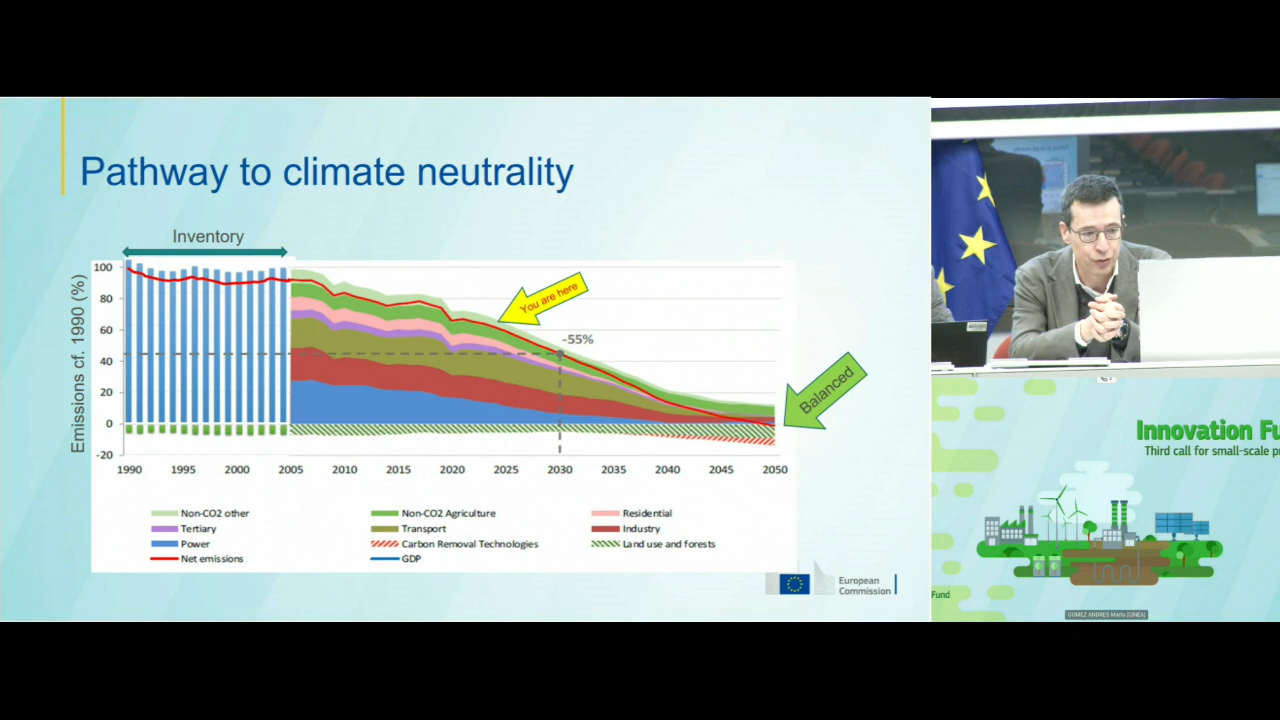 Pathway to climate neutrality
Inventory
Emissions cf. 1990 (%)
100
80
60
40
20
0
-20
You are here
-55%
Balanced
1990 1995 2000 2005 2010 2015 2020 2025 2030 2035 2040 2045 2050
Non-CO2 other Non-CO2 Agriculture Residential
Tertiary Transport Industry
Power Carbon Removal Technologies Land use and forests
Net emissions GDP
European
Commission
Innovation Fu
Third call for small-scale p
Fund
GOMEZ ANDRES Marta (CINEA)